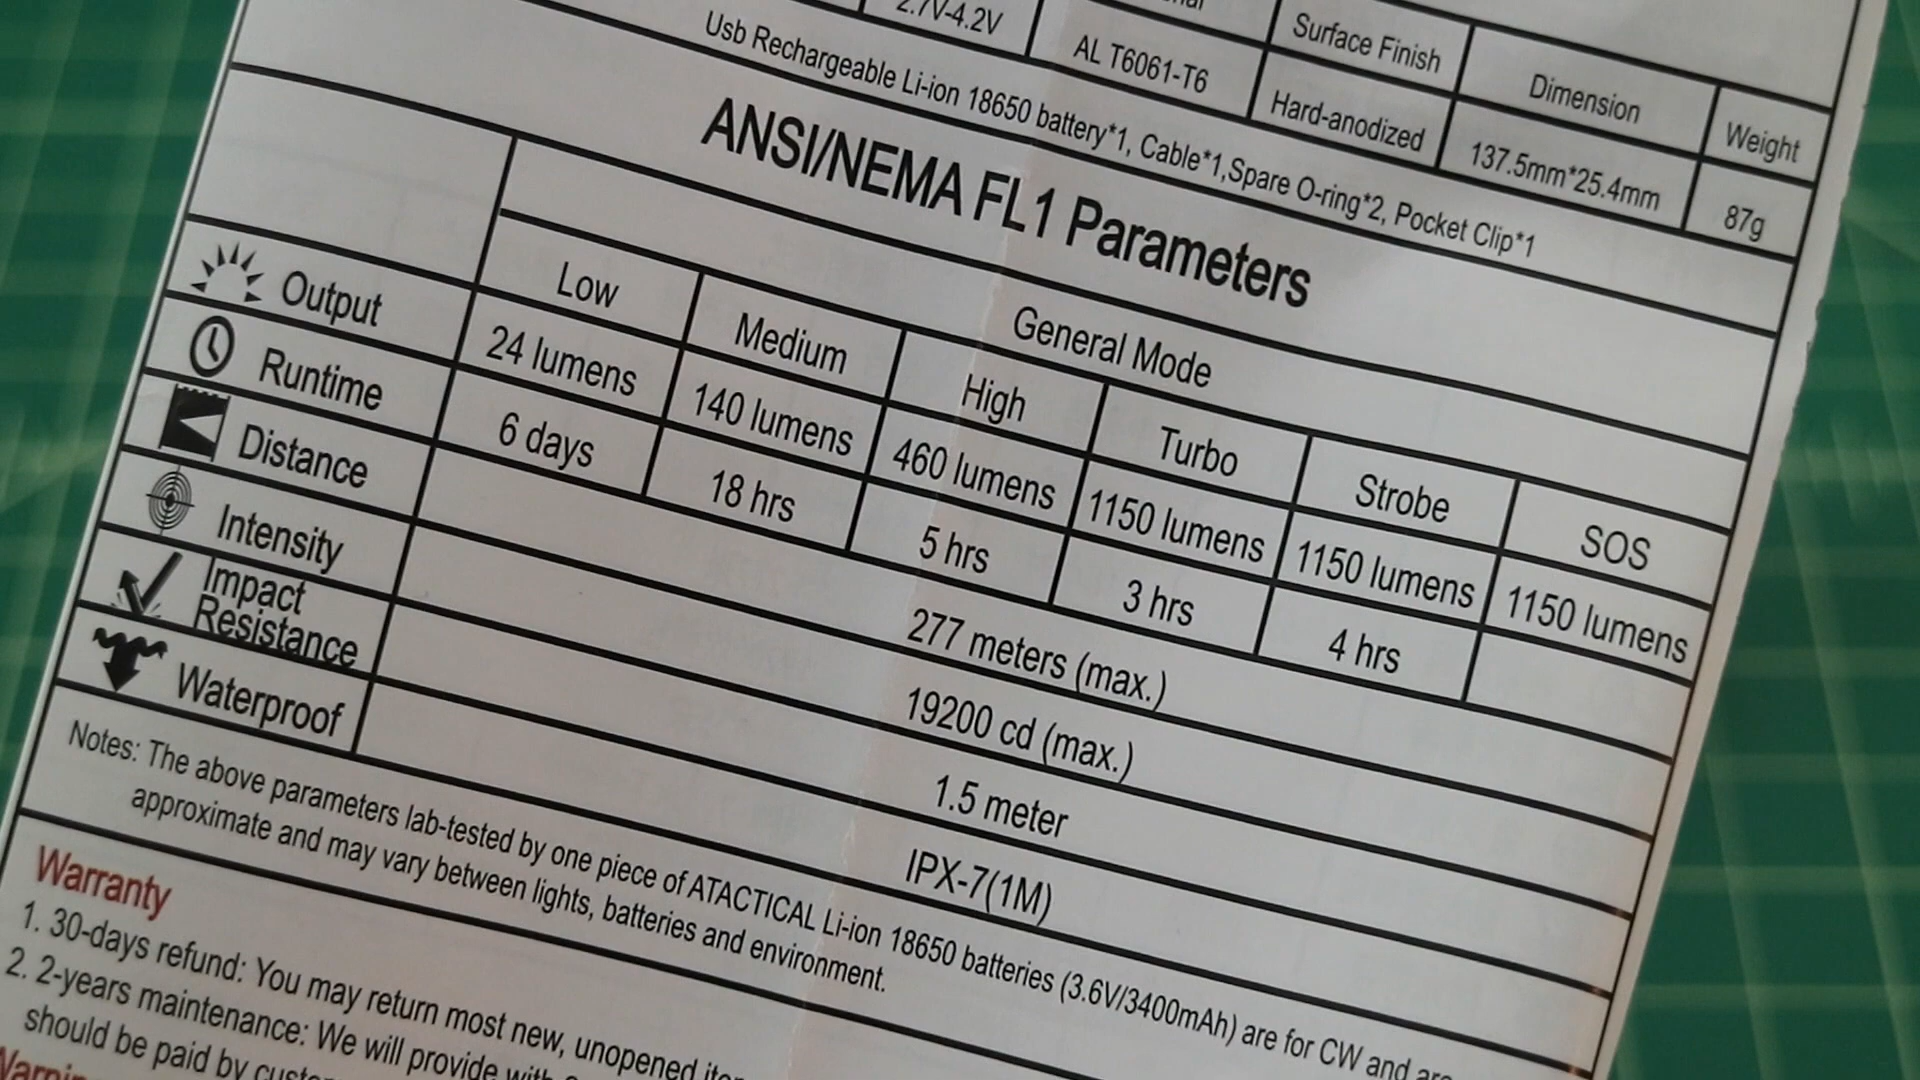 2.7V-4.2V
AL T6061-T6
Surface Finish
Hard-anodized
Dimension
137.5mm*25.4mm
Weight
87g
Usb Rechargeable Li-ion 18650 battery*1, Cable*1,Spare O-ring*2, Pocket Clip*1
ANSI/NEMA FL1 Parameters
General Mode
Low Medium High Turbo Strobe SOS
Output 24 lumens 140 lumens 460 lumens 1150 lumens 1150 lumens 1150 lumens
Runtime 6 days 18 hrs 5 hrs 3 hrs 4 hrs
Distance 277 meters (max.)
Intensity 19200 cd (max.)
Impact
Resistance 1.5 meter
Waterproof IPX-7(1M)
Notes: The above parameters lab-tested by one piece of ATACTICAL Li-ion 18650 batteries (3.6V/3400mAh) are for CW and are
approximate and may vary between lights, batteries and environment.
Warranty
1. 30-days refund: You may return most new, unopened
2. 2-years maintenance: We will provide
should be paid by